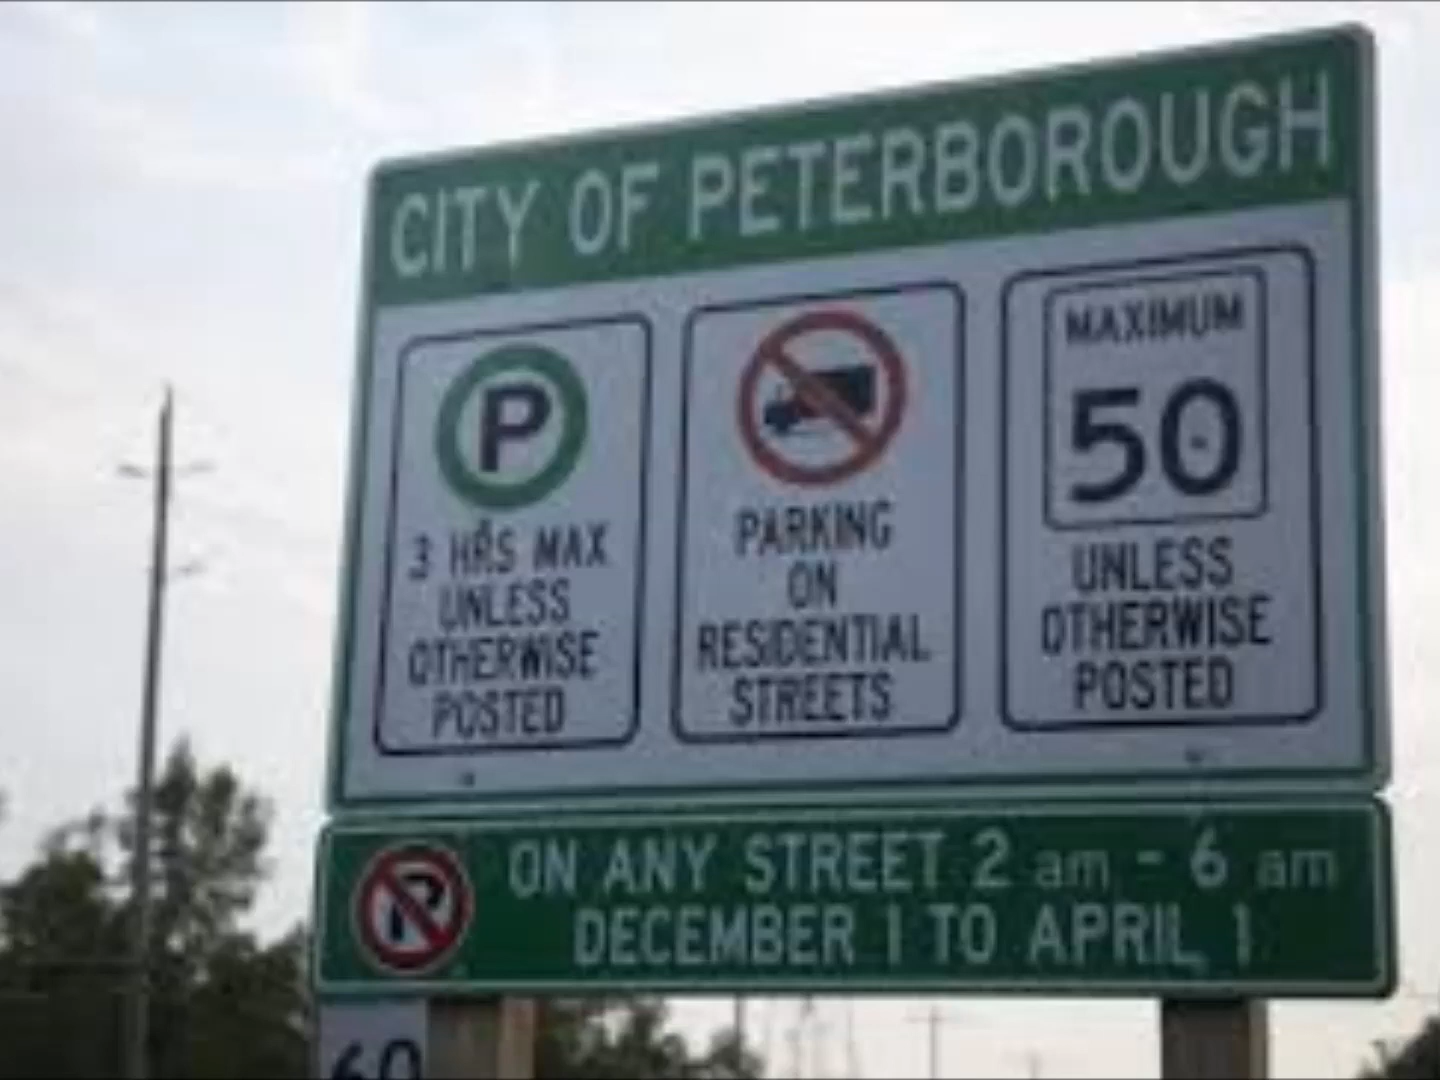 CITY OF PETERBOROUGH
P
3 HRS MAX
UNLESS
OTHERWISE
POSTED
PARKING
ON
RESIDENTIAL
STREETS
MAXIMUM
50
UNLESS
OTHERWISE
POSTED
P
ON ANY STREET 2 am - 6 am
DECEMBER 1 TO APRIL 1
60